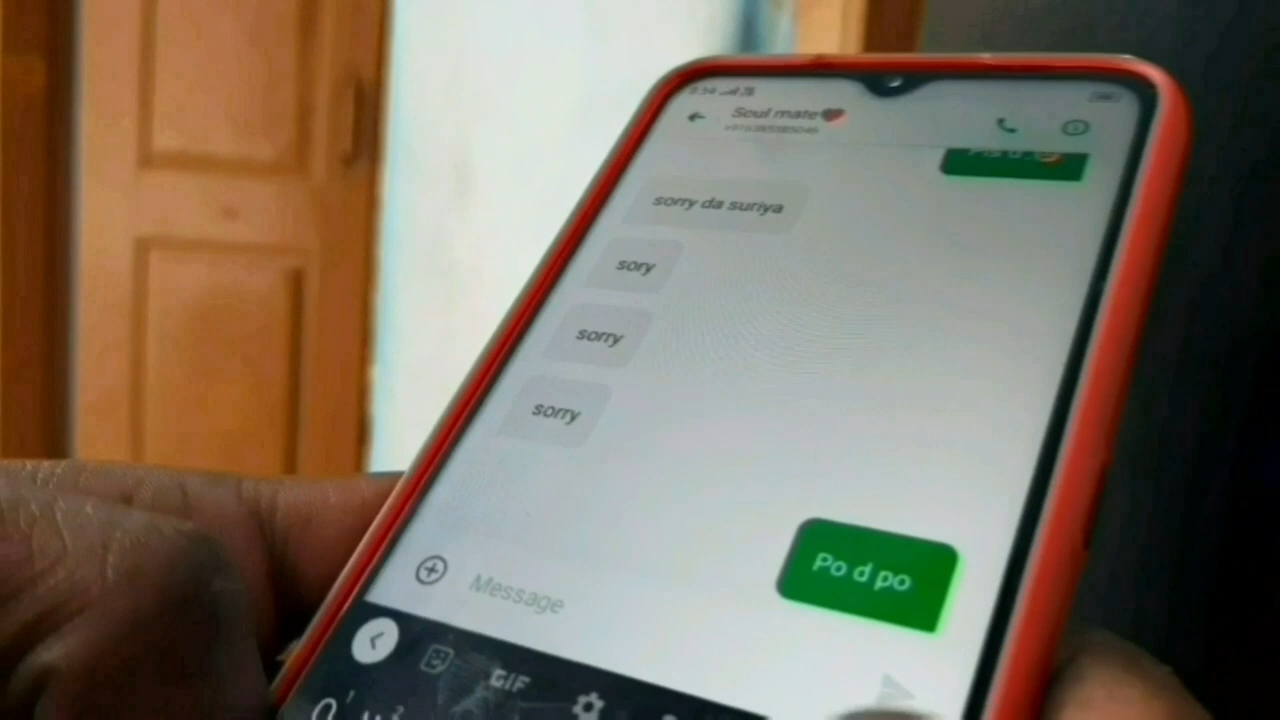 Soul mate❤
sorry da suriya
sory
sorry
sorry
Po d po
Message
GIF